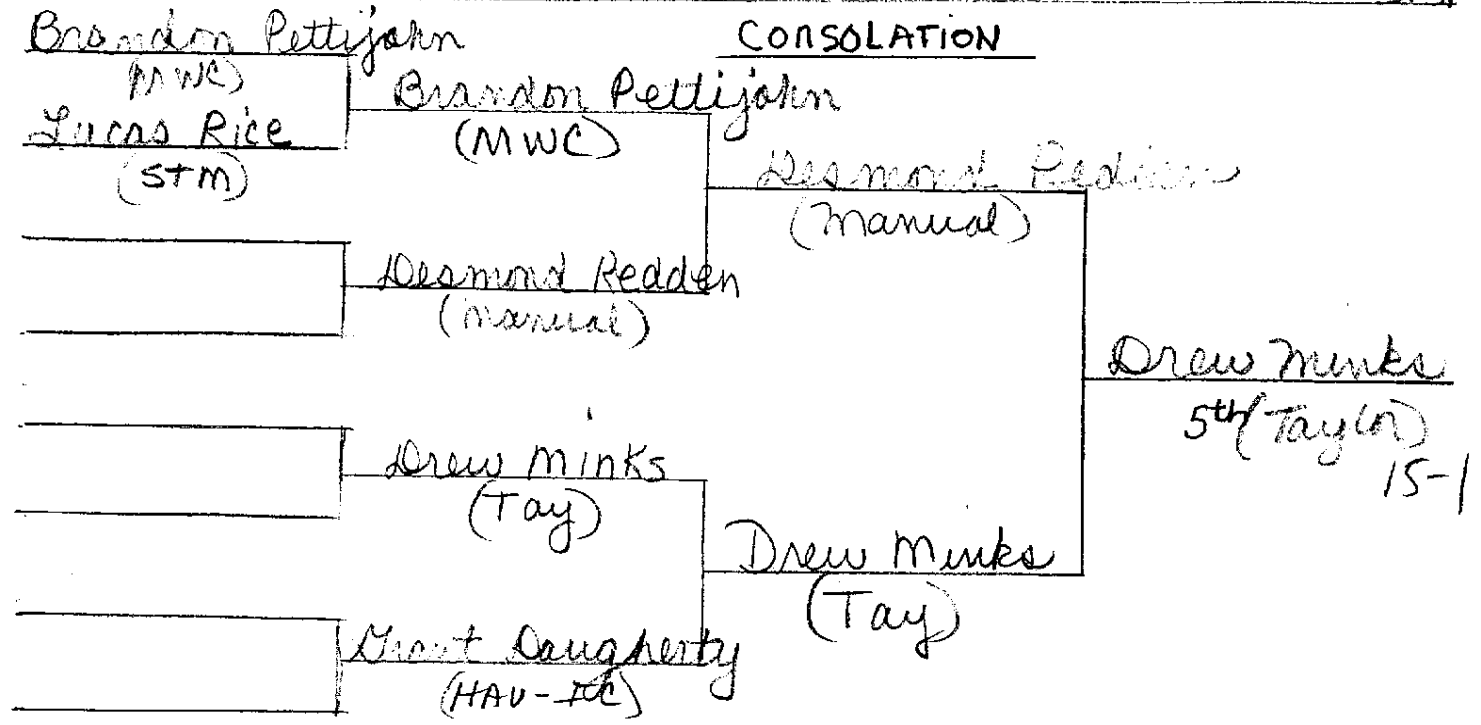 CONSOLATION
Brandon Pettijohn
(MWC)
Lucas Rice
(STM)
Brandon Pettijohn
(MWC)
Desmond Redden
(Manual)
Desmond Redden
(Manual)
Drew Minks
(Tay)
Grant Daugherty
(HAV-
Drew Minks
(Tay)
Drew Minks
5th (Taylor)
15-1